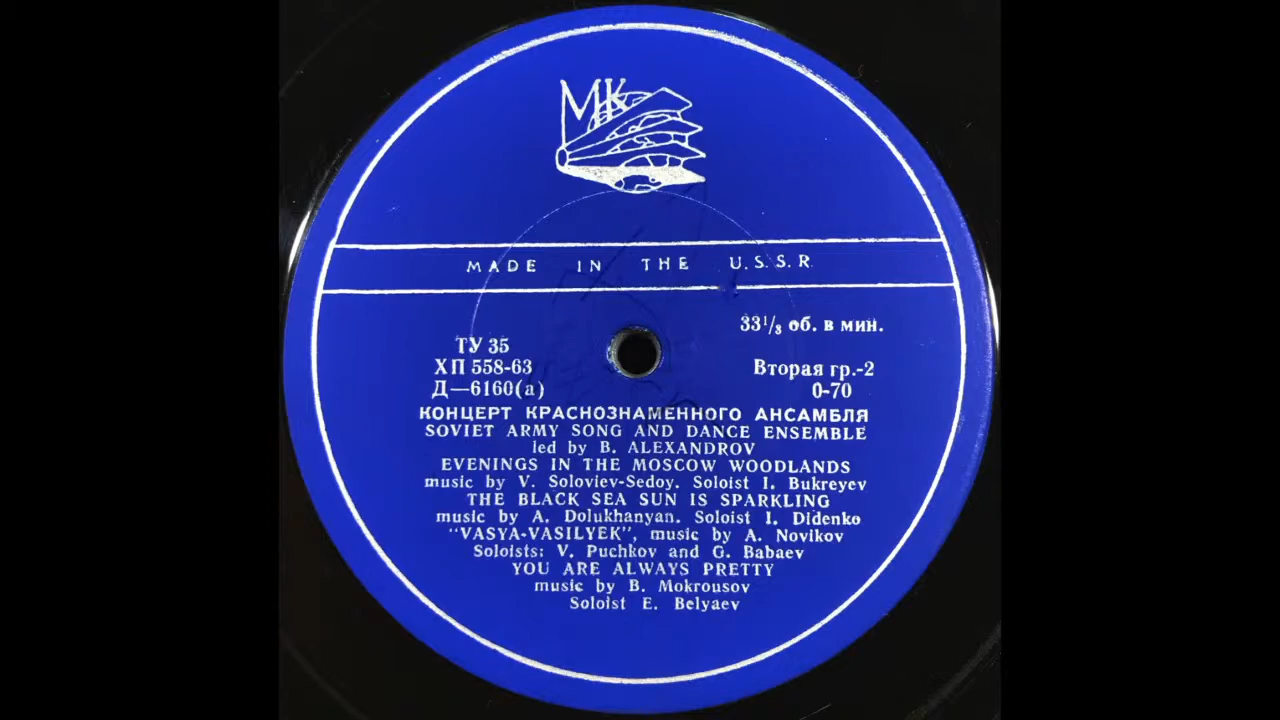 МК
MADE IN THE U.S.S.R.
33⅓ об. в мин.
ТУ 35
ХП 558-63
Вторая гр.-2
Д—6160(а)
0-70
КОНЦЕРТ КРАСНОЗНАМЕННОГО АНСАМБЛЯ
SOVIET ARMY SONG AND DANCE ENSEMBLE
led by B. ALEXANDROV
EVENINGS IN THE MOSCOW WOODLANDS
music by V. Soloviev-Sedoy. Soloist I. Bukreyev
THE BLACK SEA SUN IS SPARKLING
music by A. Dolukhanyan. Soloist I. Didenko
"VASYA-VASILYEK", music by A. Novikov
Soloists: V. Puchkov and G. Babaev
YOU ARE ALWAYS PRETTY
music by B. Mokrousov
Soloist E. Belyaev